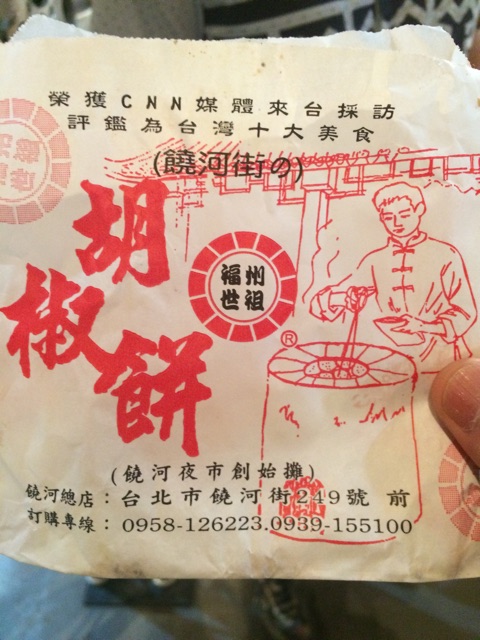 榮獲CNN媒體來台採訪
評鑑為台灣十大美食
(饒河街の)
胡椒餅
福州
世祖
®
(饒河夜市創始攤)
饒河總店：台北市饒河街249號 前
訂購專線：0958-126223.0939-155100